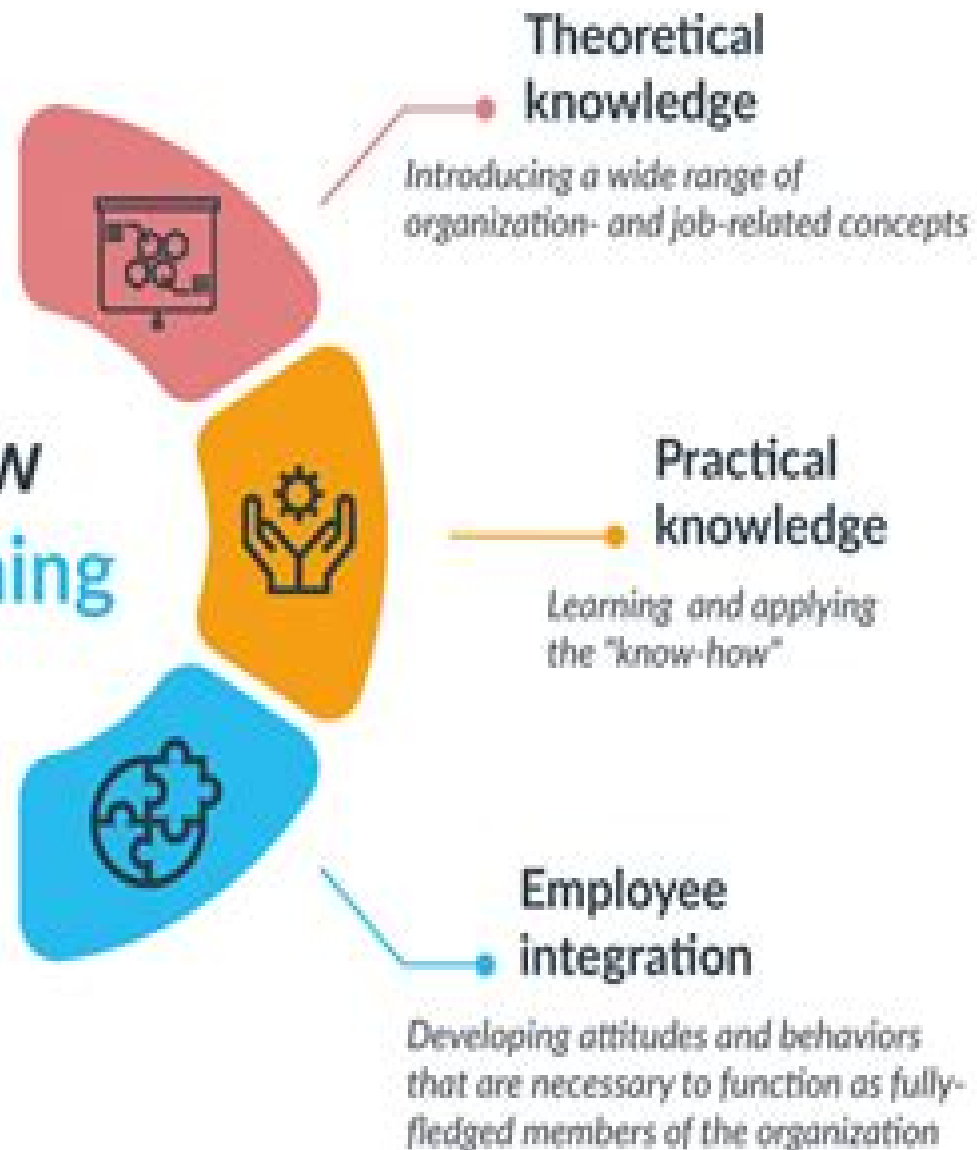 Theoretical
knowledge
Introducing a wide range of
organization- and job-related concepts
w
ning
Practical
knowledge
Learning and applying
the "know-how"
Employee
integration
Developing attitudes and behaviors
that are necessary to function as fully-
fledged members of the organization